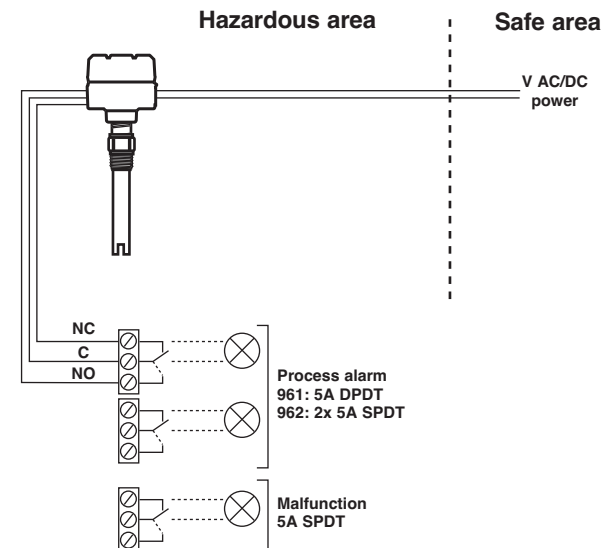 Hazardous area
Safe area
V AC/DC
power
NC
C
NO
Process alarm
961: 5A DPDT
962: 2x 5A SPDT
Malfunction
5A SPDT